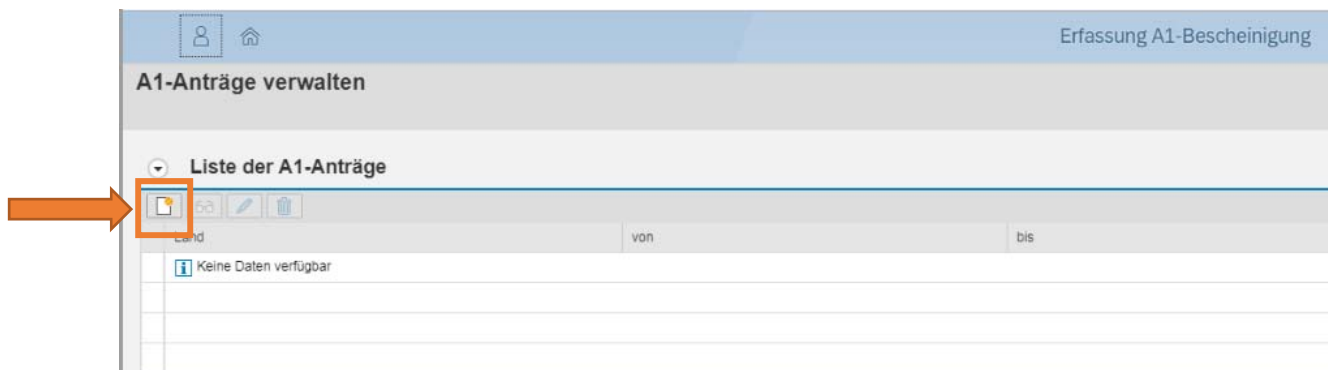 Erfassung A1-Bescheinigung
A1-Anträge verwalten
Liste der A1-Anträge
Land von bis
Keine Daten verfügbar